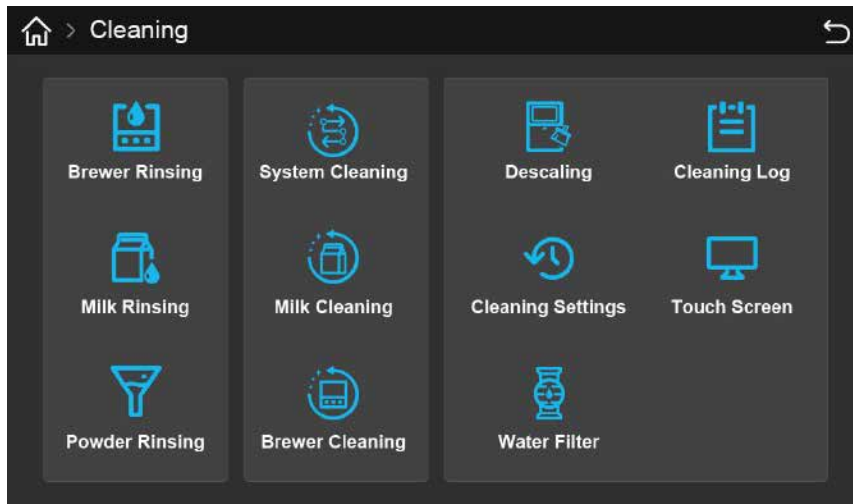 > Cleaning
Brewer Rinsing
System Cleaning
Descaling
Cleaning Log
Milk Rinsing
Milk Cleaning
Cleaning Settings
Touch Screen
Powder Rinsing
Brewer Cleaning
Water Filter